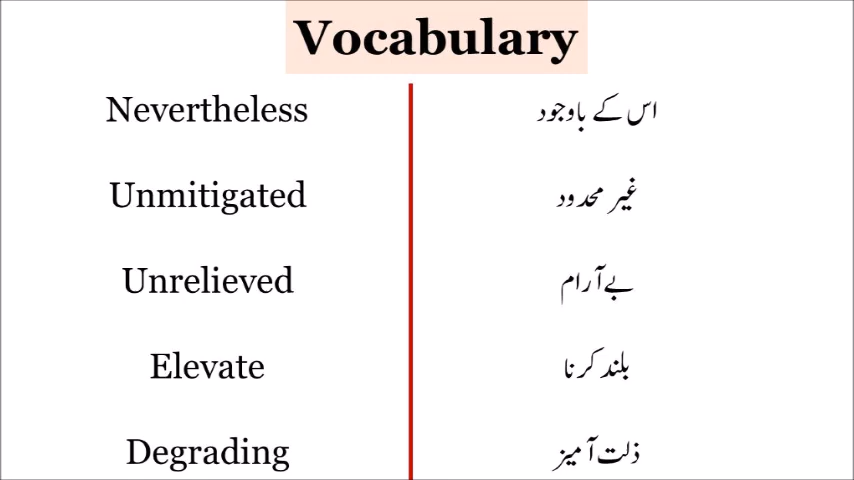 Vocabulary
Nevertheless اس کے باوجود
Unmitigated غیر محدود
Unrelieved بے آرام
Elevate بلند کرنا
Degrading ذلت آمیز